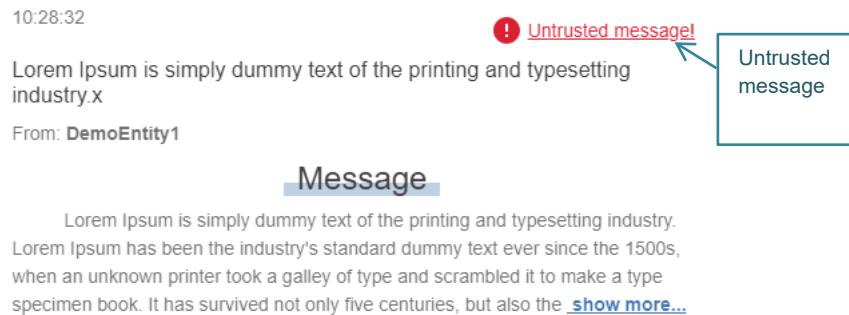 10:28:32
Untrusted message!
Untrusted
message
Lorem Ipsum is simply dummy text of the printing and typesetting
industry.x
From: DemoEntity1
Message
Lorem Ipsum is simply dummy text of the printing and typesetting industry.
Lorem Ipsum has been the industry's standard dummy text ever since the 1500s,
when an unknown printer took a galley of type and scrambled it to make a type
specimen book. It has survived not only five centuries, but also the show more...